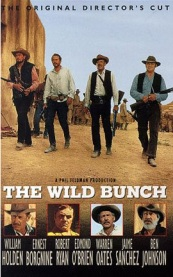 THE ORIGINAL DIRECTOR'S CUT
A PHIL FELDMAN PRODUCTION
THE WILD BUNCH
WILLIAM HOLDEN
ERNEST BORGNINE
ROBERT RYAN
EDMOND O'BRIEN
WARREN OATES
JAIME SANCHEZ
BEN JOHNSON